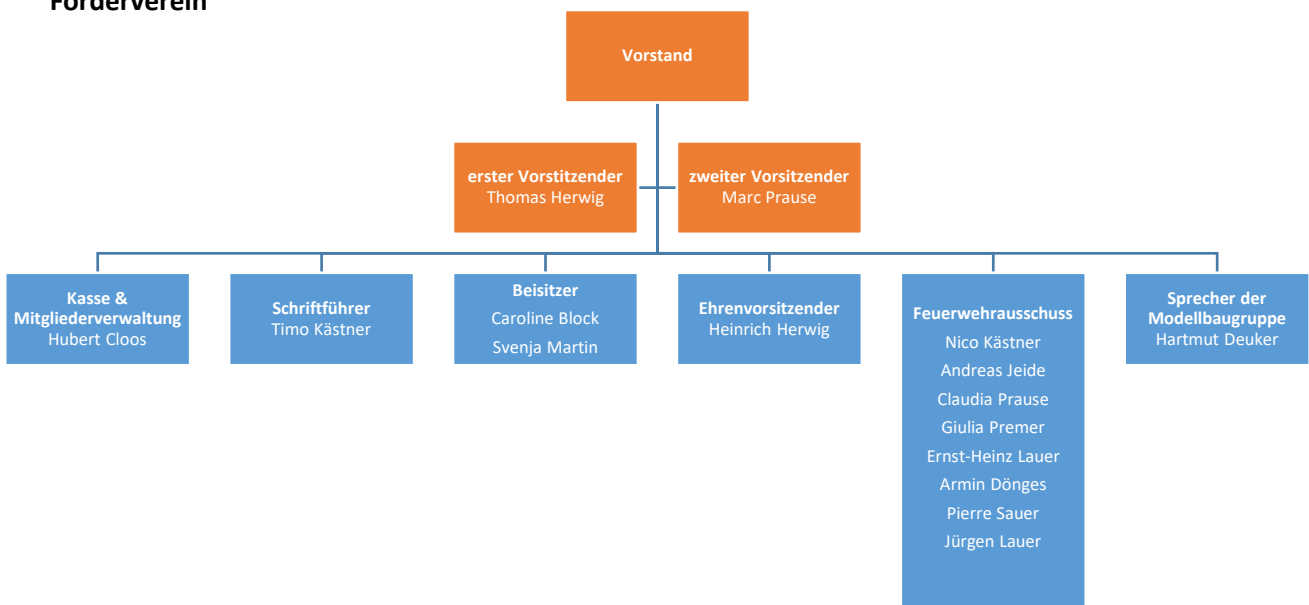 Förderverein
Vorstand
erster Vorstitzender
Thomas Herwig
zweiter Vorsitzender
Marc Prause
Kasse &
Mitgliederverwaltung
Hubert Cloos
Schriftführer
Timo Kästner
Beisitzer
Caroline Block
Svenja Martin
Ehrenvorsitzender
Heinrich Herwig
Feuerwehrausschuss
Nico Kästner
Andreas Jeide
Claudia Prause
Giulia Premer
Ernst-Heinz Lauer
Armin Dönges
Pierre Sauer
Jürgen Lauer
Sprecher der
Modellbaugruppe
Hartmut Deuker